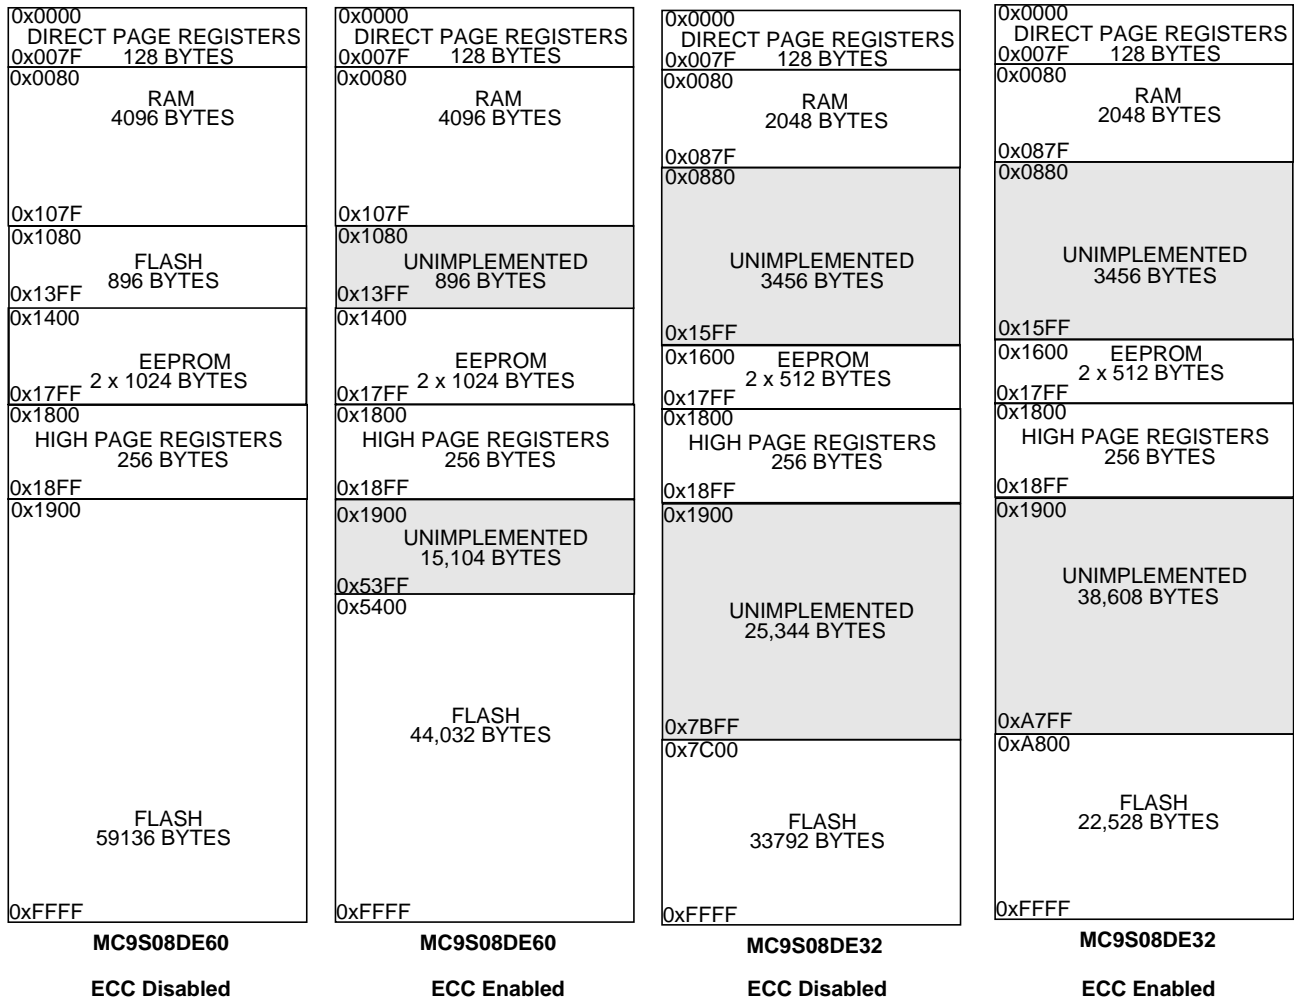 0x0000
DIRECT PAGE REGISTERS
0x007F 128 BYTES
0x0080
RAM
4096 BYTES
0x107F
0x1080
FLASH
896 BYTES
0x13FF
0x1400
EEPROM
2 x 1024 BYTES
0x17FF
0x1800
HIGH PAGE REGISTERS
256 BYTES
0x18FF
0x1900
FLASH
59136 BYTES
0xFFFF
MC9S08DE60
ECC Disabled
0x0000
DIRECT PAGE REGISTERS
0x007F 128 BYTES
0x0080
RAM
4096 BYTES
0x107F
0x1080
UNIMPLEMENTED
896 BYTES
0x13FF
0x1400
EEPROM
2 x 1024 BYTES
0x17FF
0x1800
HIGH PAGE REGISTERS
256 BYTES
0x18FF
0x1900
UNIMPLEMENTED
15,104 BYTES
0x53FF
0x5400
FLASH
44,032 BYTES
0xFFFF
MC9S08DE60
ECC Enabled
0x0000
DIRECT PAGE REGISTERS
0x007F 128 BYTES
0x0080
RAM
2048 BYTES
0x087F
0x0880
UNIMPLEMENTED
3456 BYTES
0x15FF
0x1600 EEPROM
2 x 512 BYTES
0x17FF
0x1800
HIGH PAGE REGISTERS
256 BYTES
0x18FF
0x1900
UNIMPLEMENTED
25,344 BYTES
0x7BFF
0x7C00
FLASH
33792 BYTES
0xFFFF
MC9S08DE32
ECC Disabled
0x0000
DIRECT PAGE REGISTERS
0x007F 128 BYTES
0x0080
RAM
2048 BYTES
0x087F
0x0880
UNIMPLEMENTED
3456 BYTES
0x15FF
0x1600 EEPROM
2 x 512 BYTES
0x17FF
0x1800
HIGH PAGE REGISTERS
256 BYTES
0x18FF
0x1900
UNIMPLEMENTED
38,608 BYTES
0xA7FF
0xA800
FLASH
22,528 BYTES
0xFFFF
MC9S08DE32
ECC Enabled